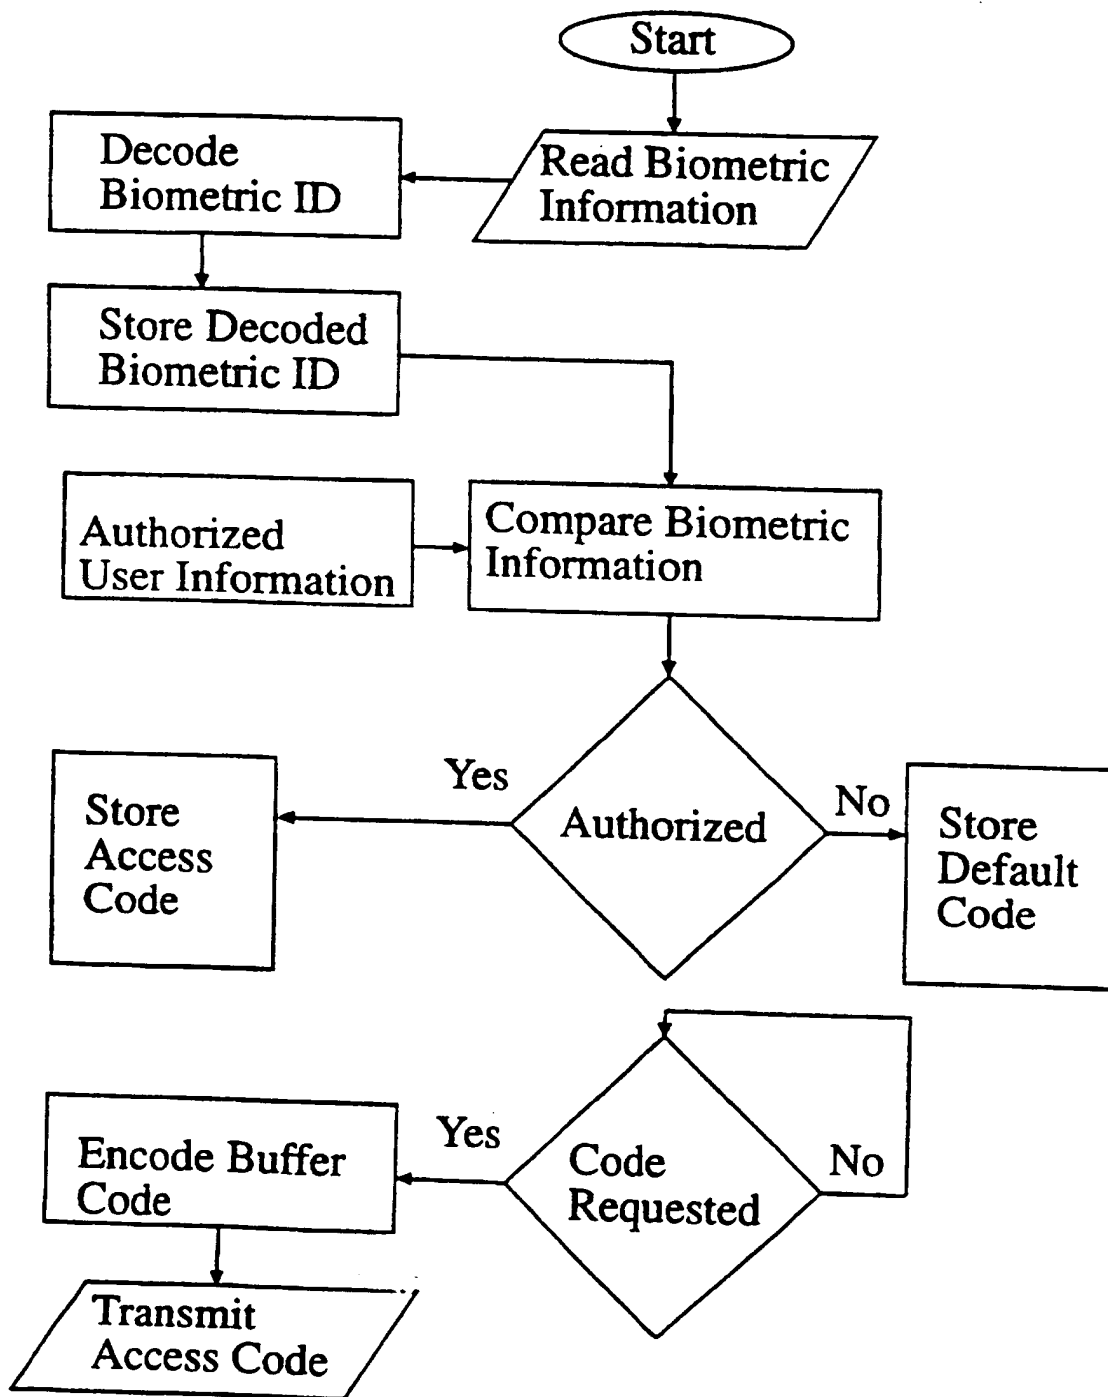 Start
Read Biometric
Information
Decode
Biometric ID
Store Decoded
Biometric ID
Authorized
User Information
Compare Biometric
Information
Authorized
Yes
No
Store
Access
Code
Store
Default
Code
Code
Requested
Yes
No
Encode Buffer
Code
Transmit
Access Code